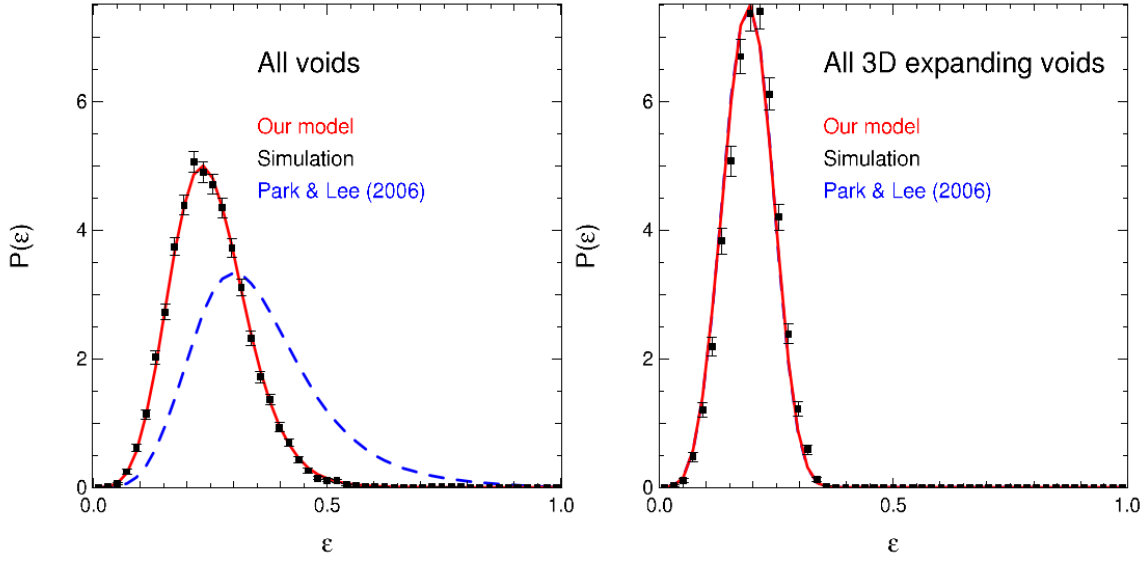 All voids
Our model
Simulation
Park & Lee (2006)
P(ε)
6
4
2
0
0.0
0.5
1.0
ε
All 3D expanding voids
Our model
Simulation
Park & Lee (2006)
P(ε)
6
4
2
0
0.0
0.5
1.0
ε